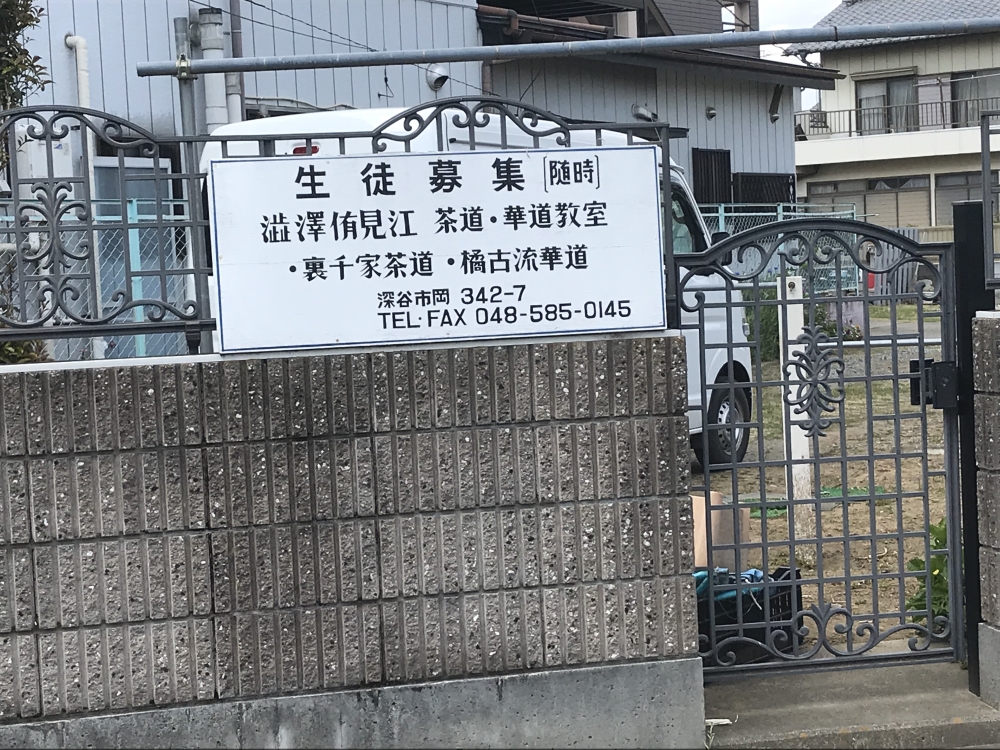 生徒募集[随時]
澁澤侑見江 茶道・華道教室
・裏千家茶道 ・橘古流華道
深谷市岡 342-7
TEL・FAX 048-585-0145